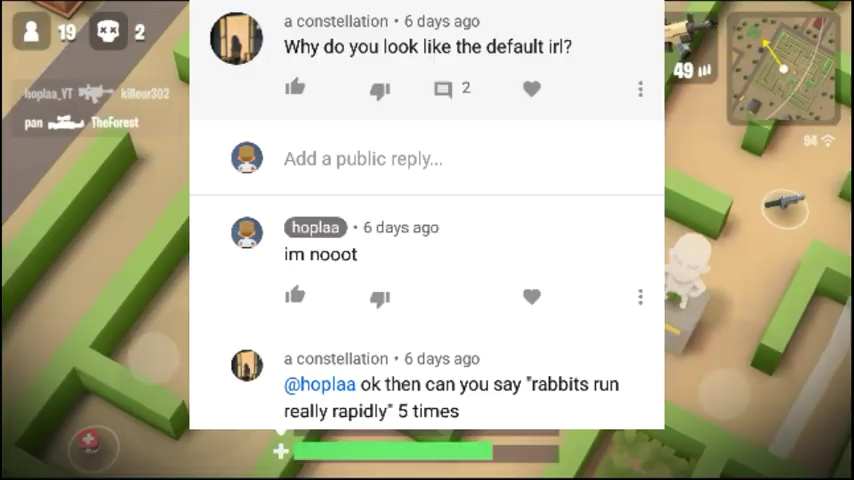 19
2
hoplaa_YT killeur302
pan TheForest
49
94
a constellation • 6 days ago
Why do you look like the default irl?
2
Add a public reply...
hoplaa • 6 days ago
im nooot
a constellation • 6 days ago
@hoplaa ok then can you say "rabbits run
really rapidly" 5 times